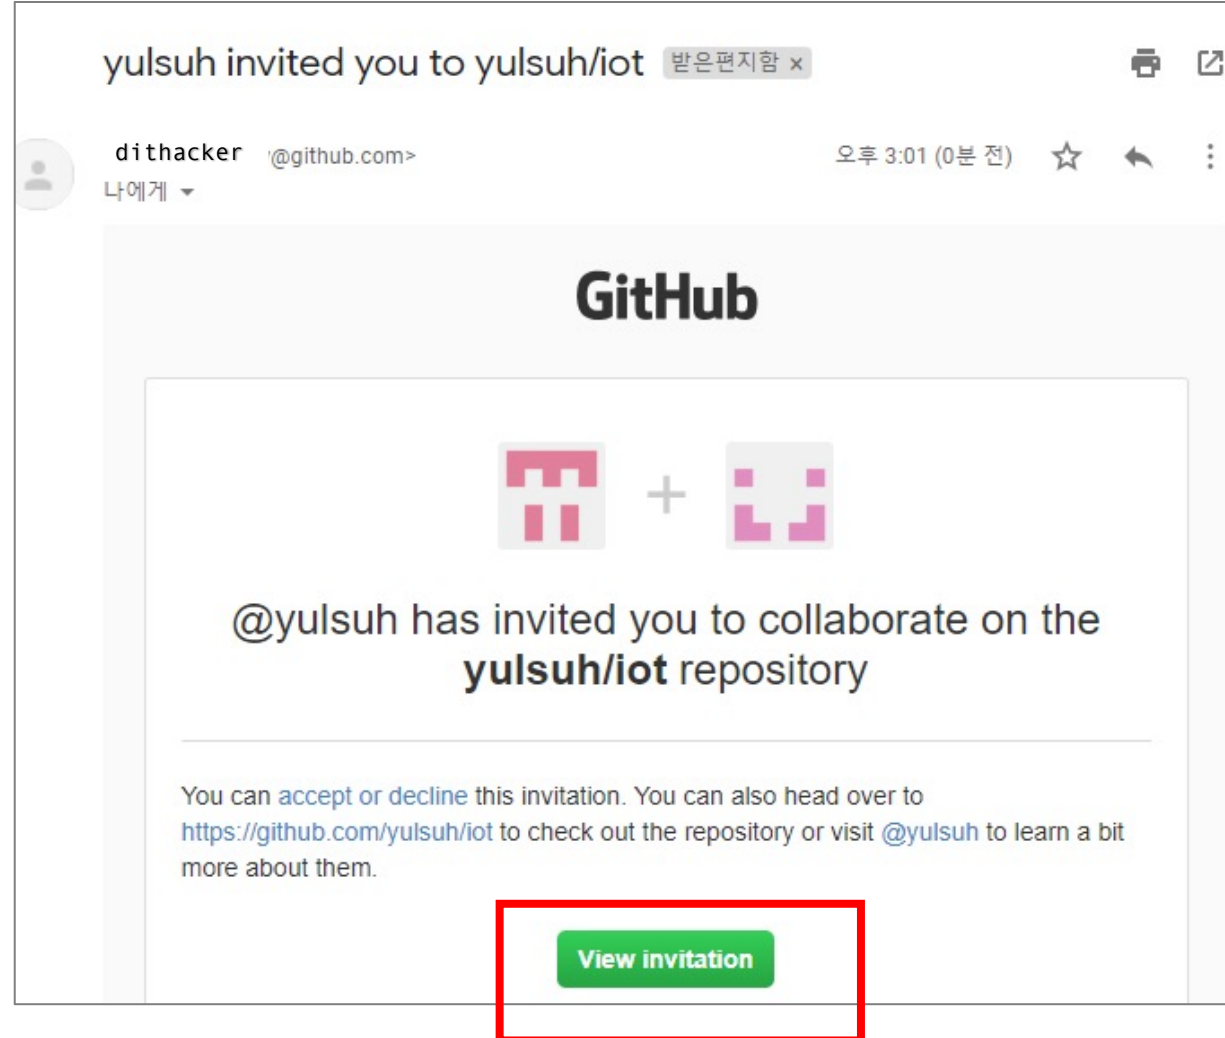 yulsuh invited you to yulsuh/iot 받은편지함 x
dithacker @github.com> 오후 3:01 (0분 전)
나에게
GitHub
@yulsuh has invited you to collaborate on the
yulsuh/iot repository
You can accept or decline this invitation. You can also head over to
https://github.com/yulsuh/iot to check out the repository or visit @yulsuh to learn a bit
more about them.
View invitation